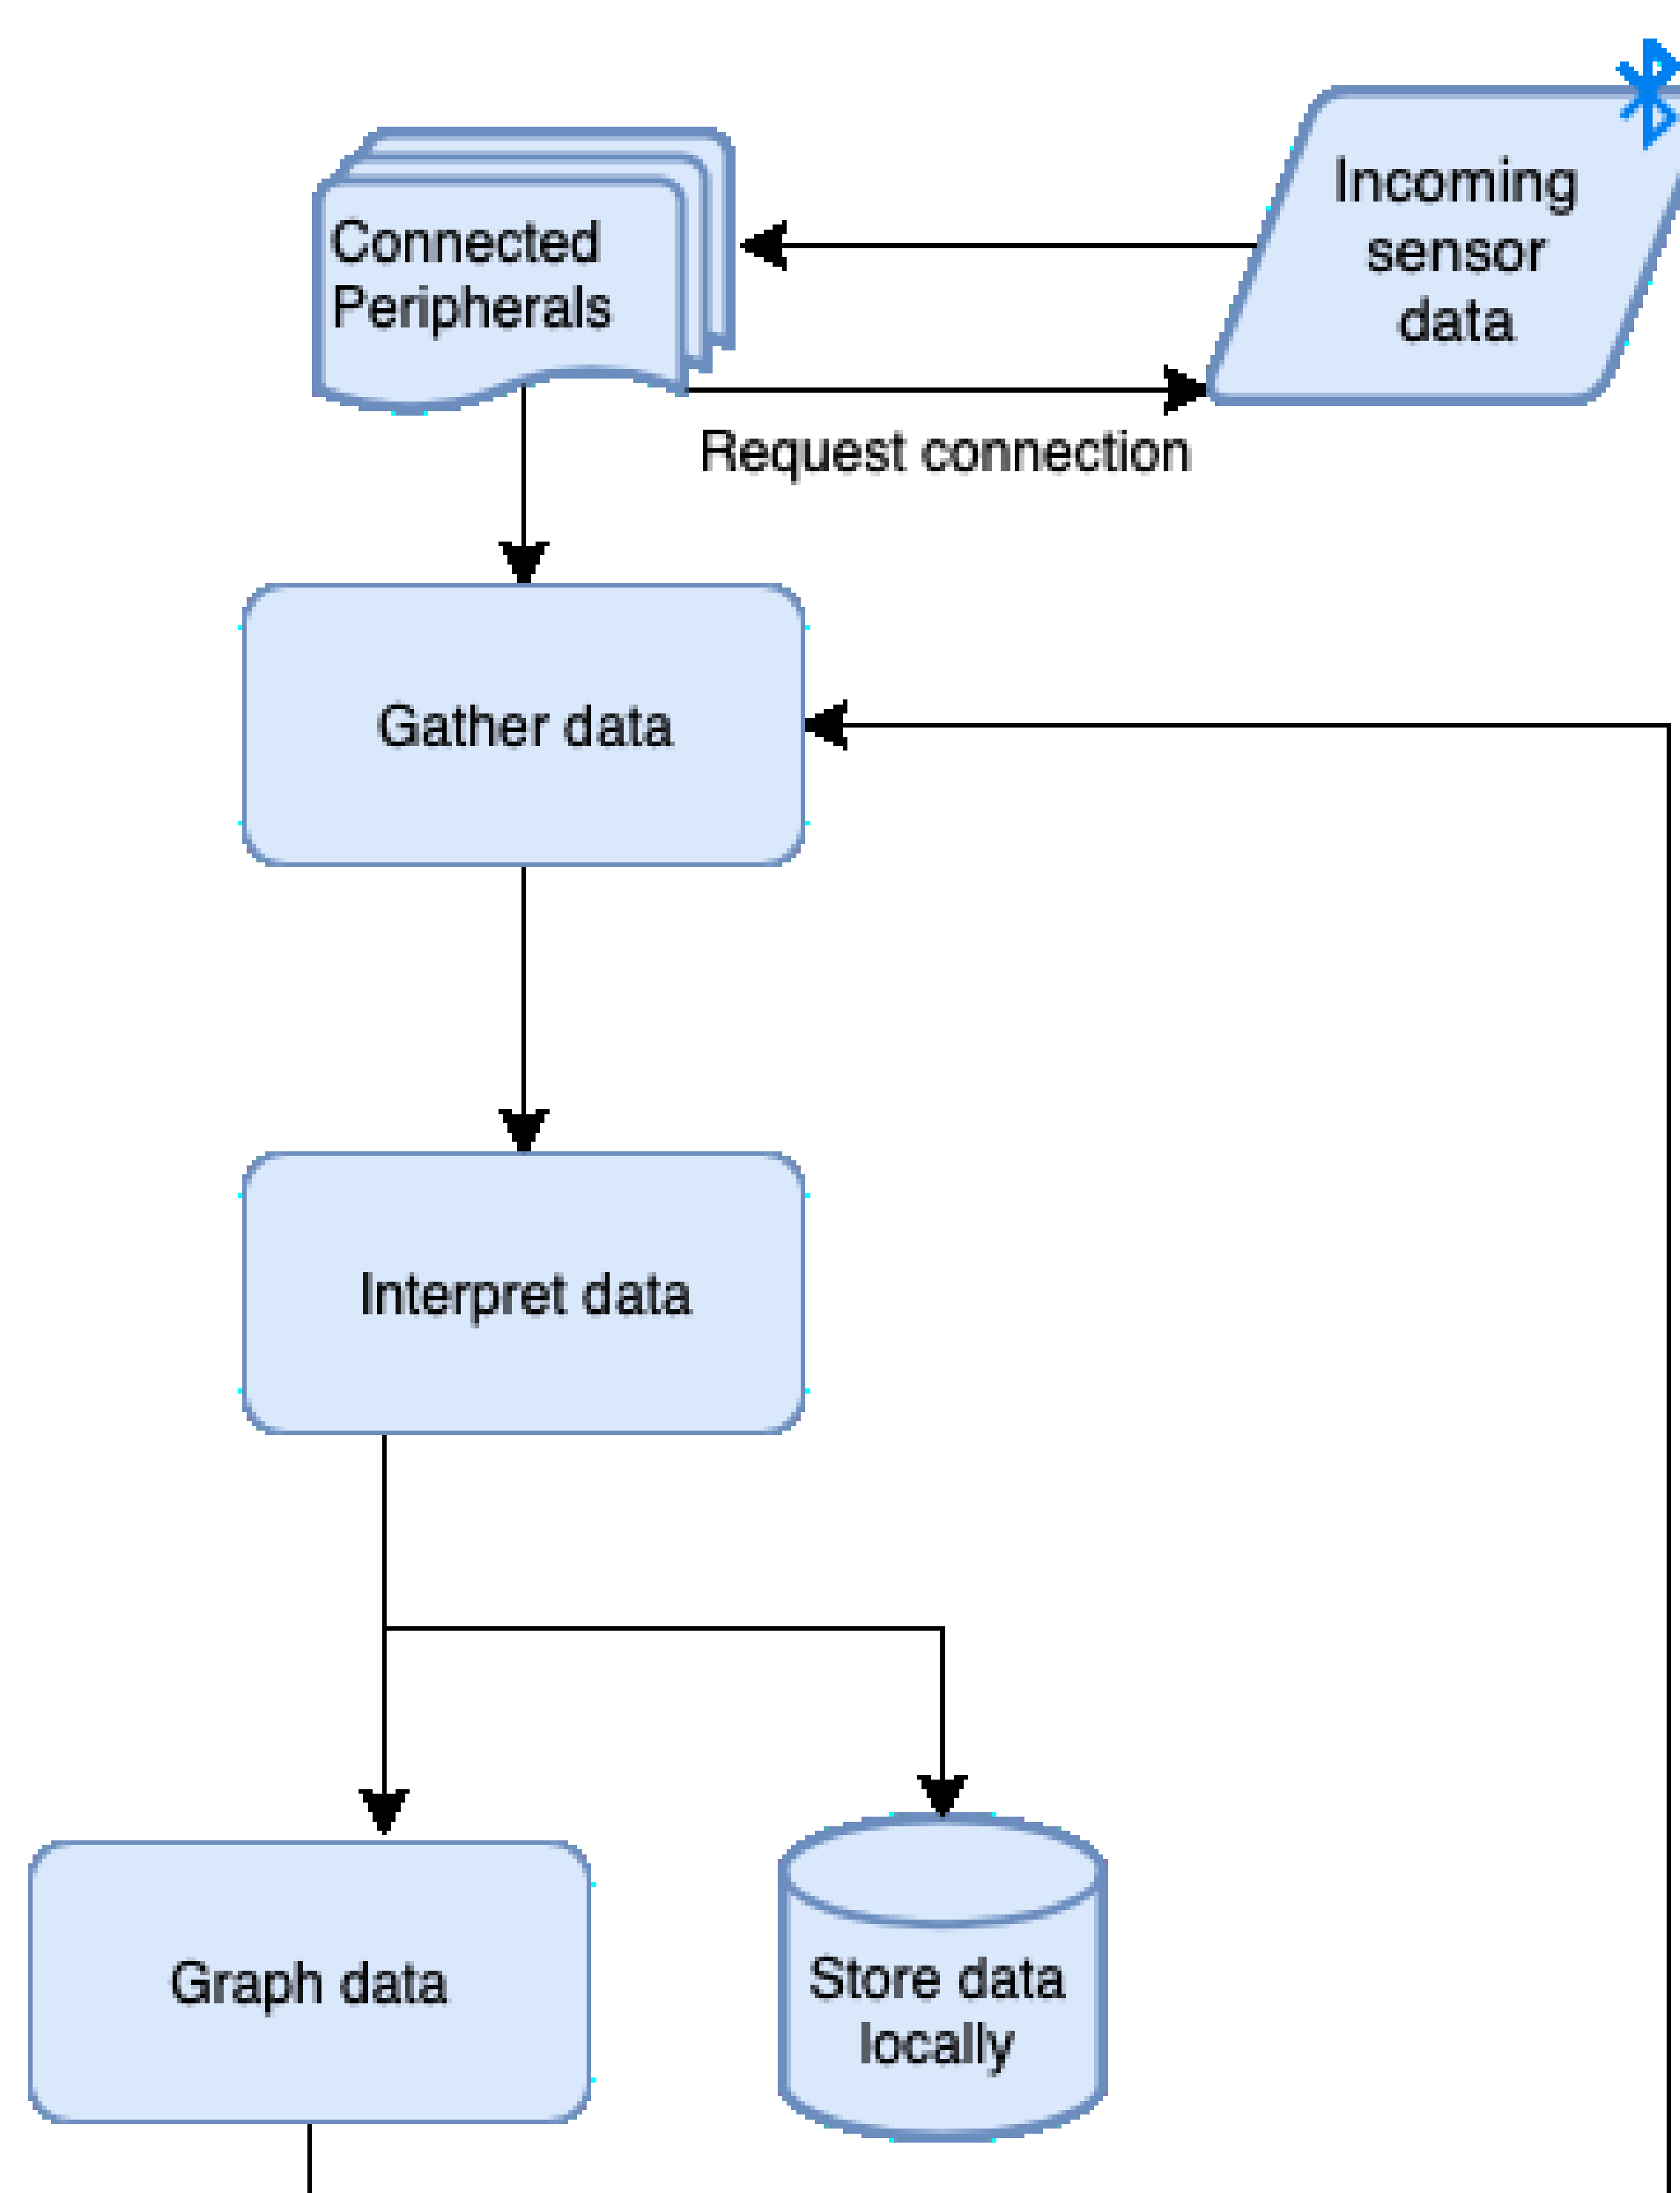 Incoming
sensor
data
Connected
Peripherals
Request connection
Gather data
Interpret data
Graph data
Store data
locally